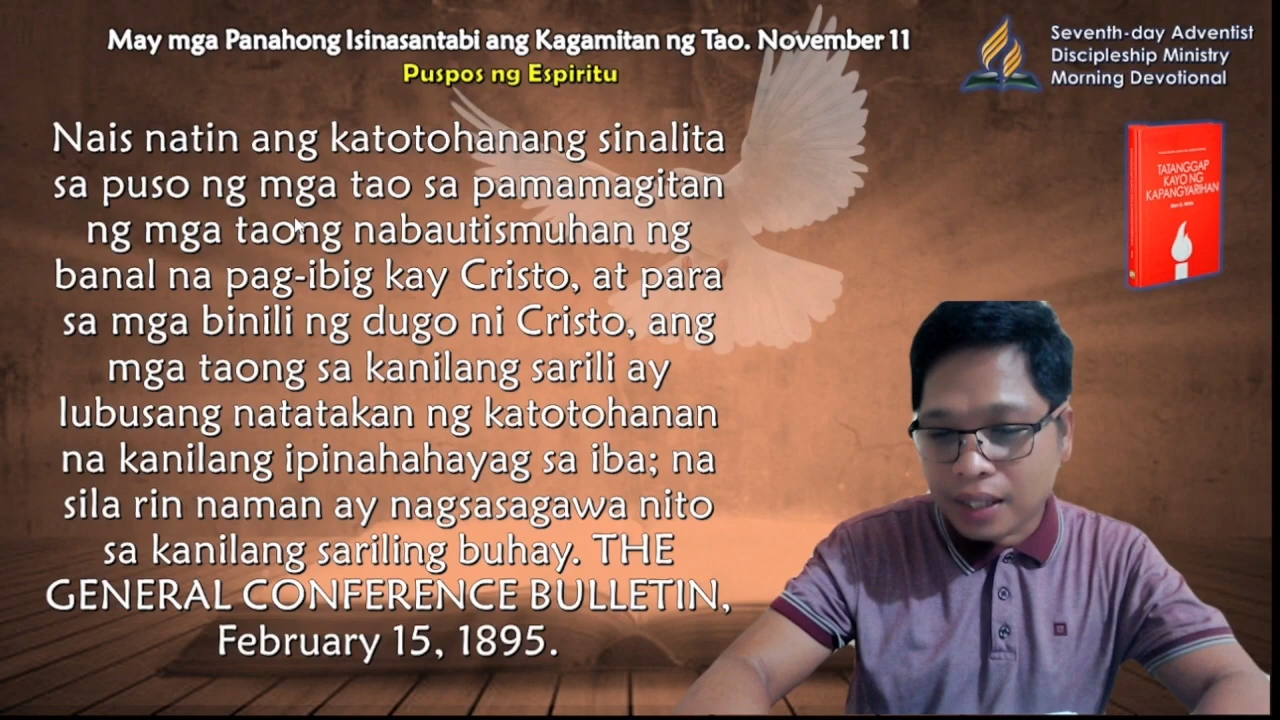 May mga Panahong Isinasantabi ang Kagamitan ng Tao. November 11
Puspos ng Espiritu
Seventh-day Adventist
Discipleship Ministry
Morning Devotional
Nais natin ang katotohanang sinalita
sa puso ng mga tao sa pamamagitan
ng mga taong nabautismuhan ng
banal na pag-ibig kay Cristo, at para
sa mga binili ng dugo ni Cristo, ang
mga taong sa kanilang sarili ay
lubusang natatakan ng katotohanan
na kanilang ipinahahayag sa iba; na
sila rin naman ay nagsasagawa nito
sa kanilang sariling buhay. THE
GENERAL CONFERENCE BULLETIN,
February 15, 1895.
TATANGGAP
KAYO NG
KAPANGYARIHAN